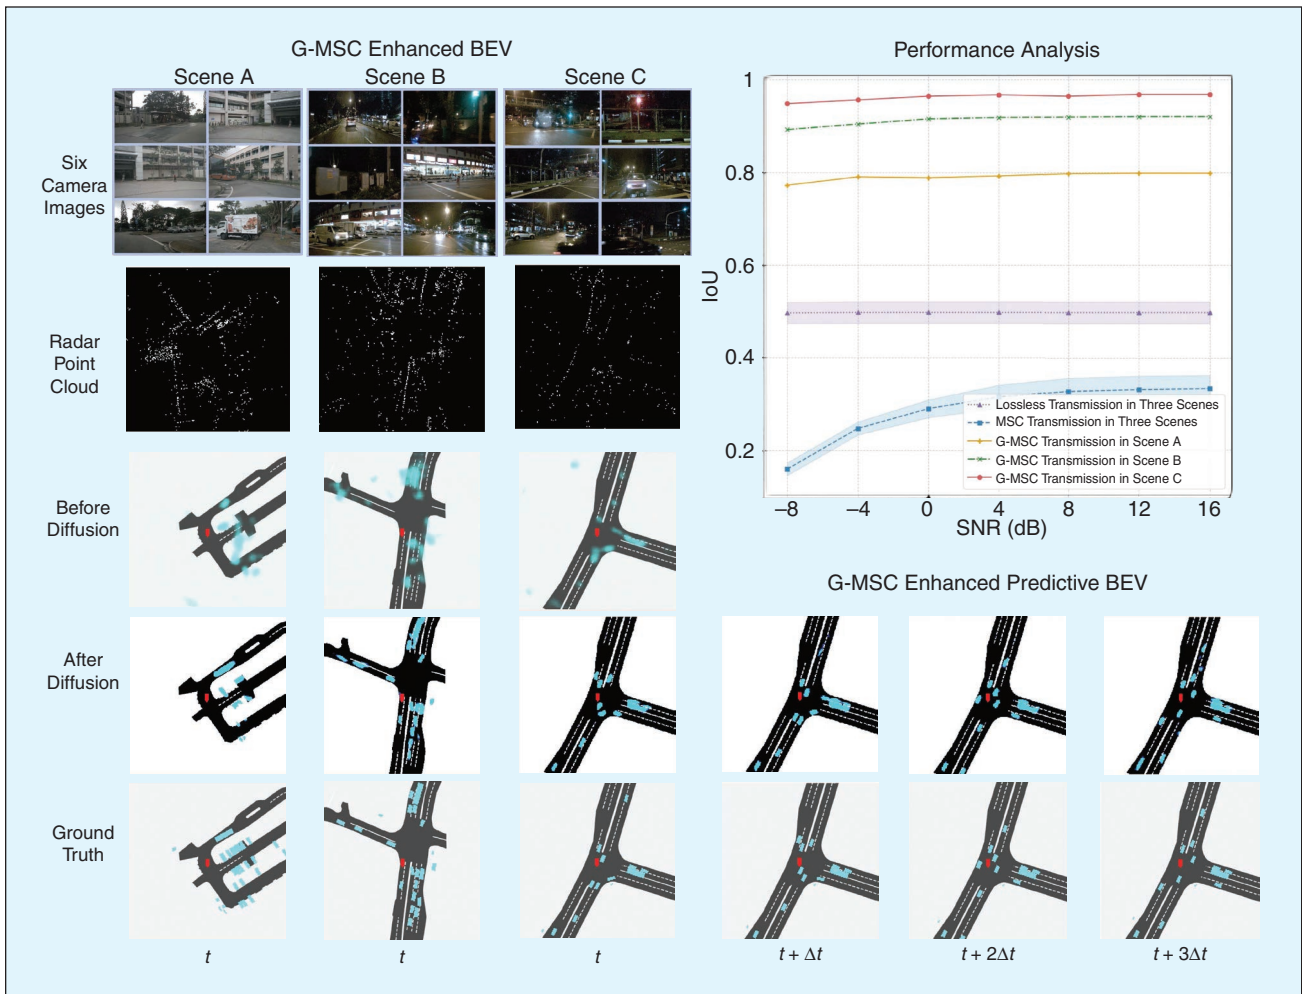 G-MSC Enhanced BEV
Scene A
Scene B
Scene C
Six
Camera
Images
Radar
Point
Cloud
Before
Diffusion
After
Diffusion
Ground
Truth
t
t
t
Performance Analysis
IoU
1
0.8
0.6
0.4
0.2
Lossless Transmission in Three Scenes
MSC Transmission in Three Scenes
G-MSC Transmission in Scene A
G-MSC Transmission in Scene B
G-MSC Transmission in Scene C
−8
−4
0
4
8
12
16
SNR (dB)
G-MSC Enhanced Predictive BEV
t + Δt
t + 2Δt
t + 3Δt